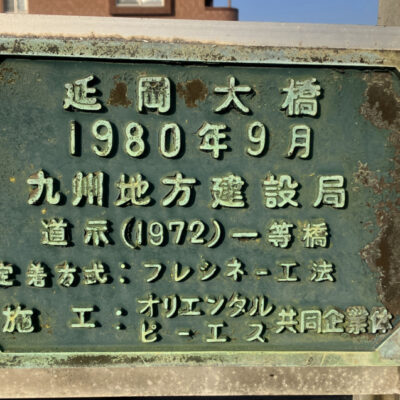 延岡大橋
1980年9月
九州地方建設局
道示(1972)一等橋
定着方式:フレシネー工法
施工:オリエンタル
ピーエス 共同企業体